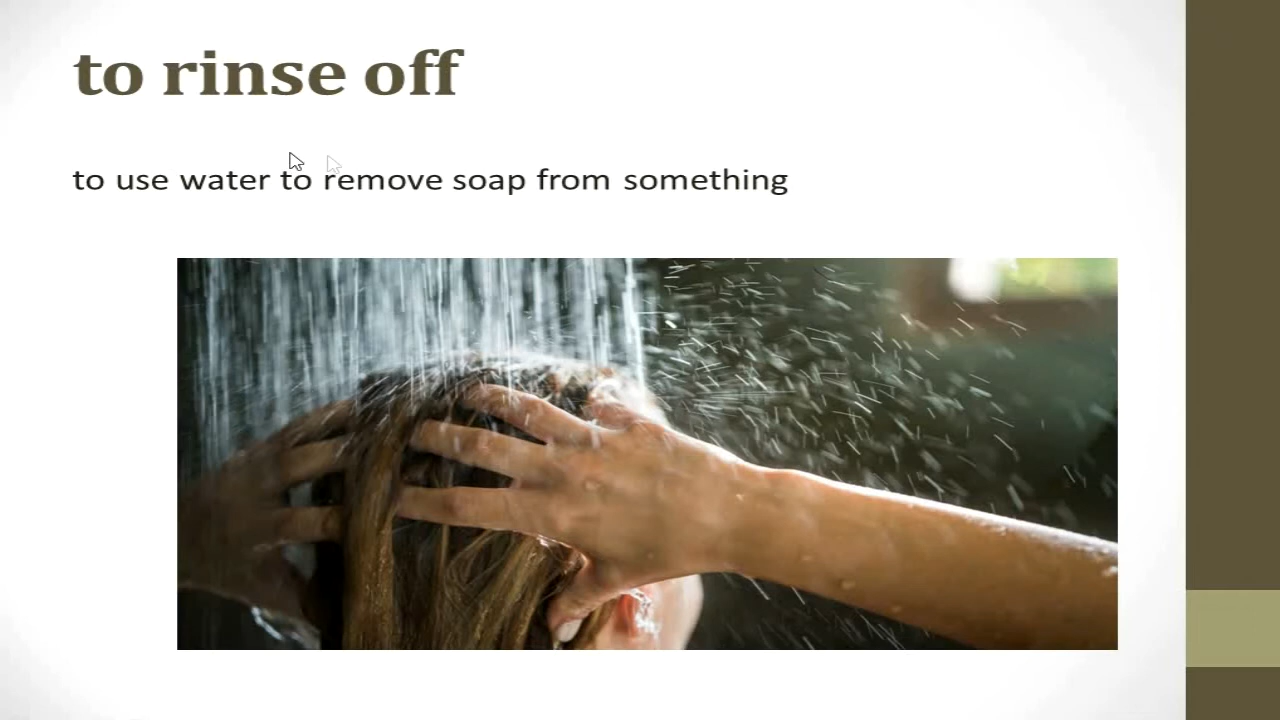 to rinse off
to use water to remove soap from something